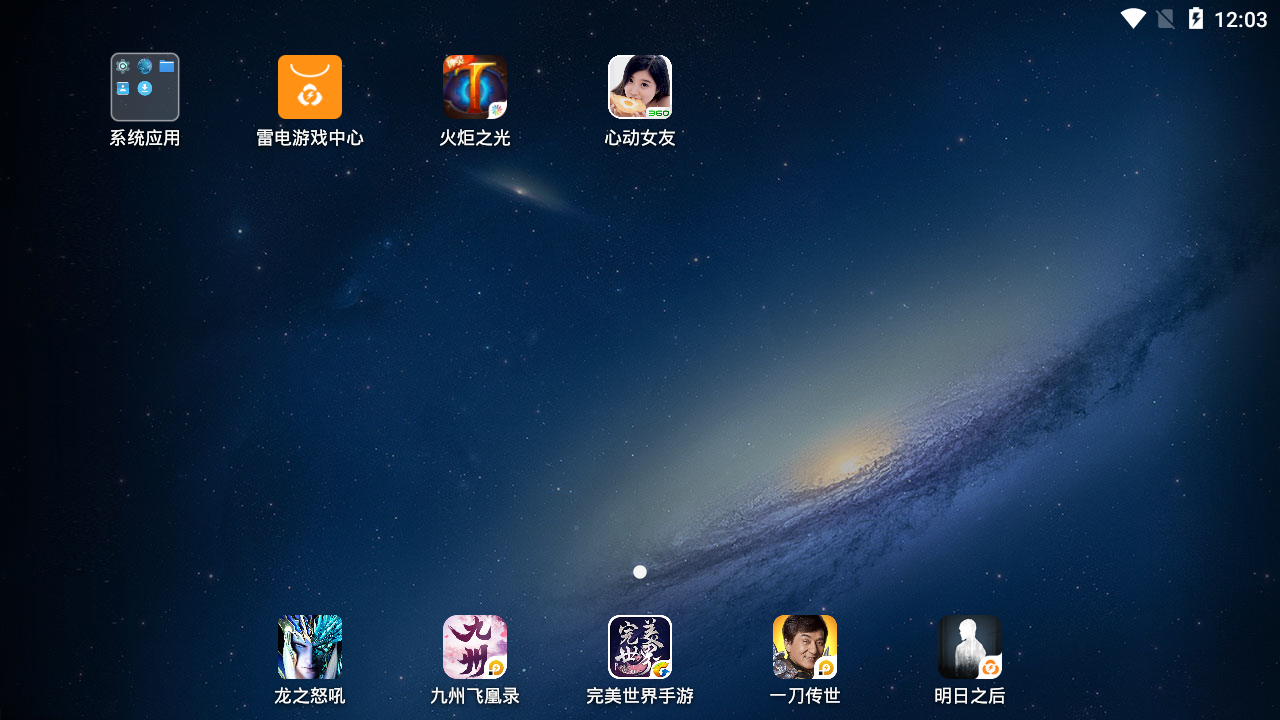 12:03
系统应用
雷电游戏中心
火炬之光
心动女友
360
龙之怒吼
九州
九州飞凰录
完美世界
完美世界手游
一刀传世
明日之后